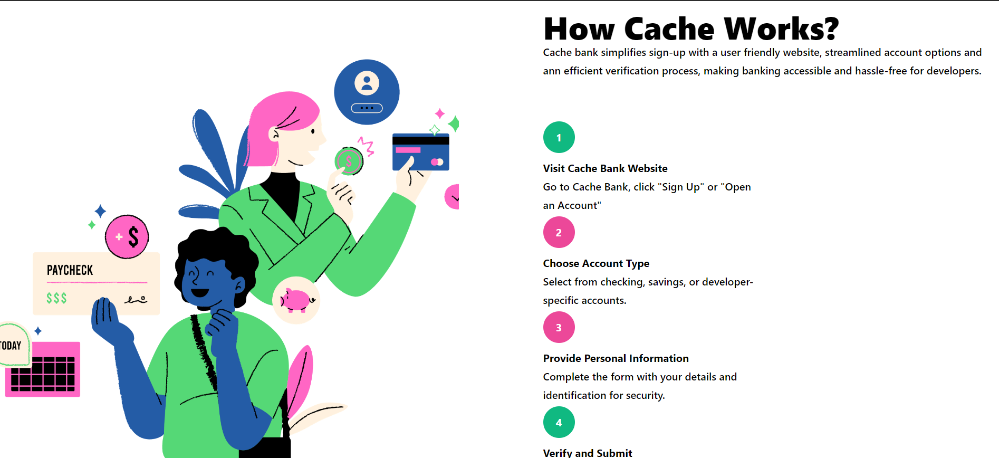 How Cache Works?
Cache bank simplifies sign-up with a user friendly website, streamlined account options and
ann efficient verification process, making banking accessible and hassle-free for developers.
1
Visit Cache Bank Website
Go to Cache Bank, click "Sign Up" or "Open
an Account"
2
Choose Account Type
Select from checking, savings, or developer-
specific accounts.
3
Provide Personal Information
Complete the form with your details and
identification for security.
4
Verify and Submit
$
+ $
PAYCHECK
$$$
TODAY